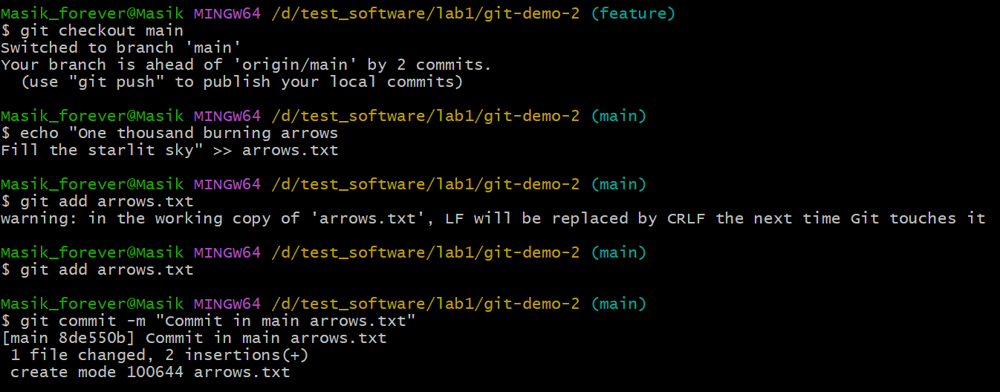 Masik_forever@Masik MINGW64 /d/test_software/lab1/git-demo-2 (feature)
$ git checkout main
Switched to branch 'main'
Your branch is ahead of 'origin/main' by 2 commits.
  (use "git push" to publish your local commits)

Masik_forever@Masik MINGW64 /d/test_software/lab1/git-demo-2 (main)
$ echo "One thousand burning arrows
Fill the starlit sky" >> arrows.txt

Masik_forever@Masik MINGW64 /d/test_software/lab1/git-demo-2 (main)
$ git add arrows.txt
warning: in the working copy of 'arrows.txt', LF will be replaced by CRLF the next time Git touches it

Masik_forever@Masik MINGW64 /d/test_software/lab1/git-demo-2 (main)
$ git add arrows.txt

Masik_forever@Masik MINGW64 /d/test_software/lab1/git-demo-2 (main)
$ git commit -m "Commit in main arrows.txt"
[main 8de550b] Commit in main arrows.txt
 1 file changed, 2 insertions(+)
 create mode 100644 arrows.txt